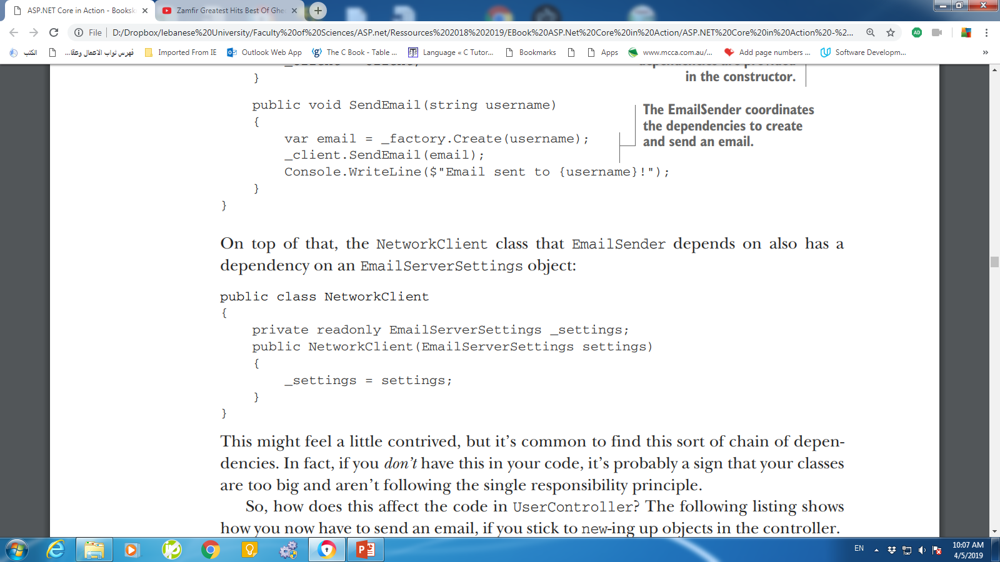 ASP.NET Core in Action - Booksk
Zamfir Greatest Hits Best Of Ghe
File
D:/Dropbox/lebanese%20University/Faculty%20of%20Sciences/ASP.net/Ressources%202018%202019/EBook%20ASP.Net%20Core%20in%20Action/ASP.NET%20Core%20in%20Action%20-%2...
AD
الكتب
فهرس ثواب الاعمال وعقا...
Imported From IE
Outlook Web App
The C Book - Table ...
Language « C Tutor...
Bookmarks
Apps
www.mcca.com.au/...
Add page numbers ...
Software Developm...
»
_client = client;
}
dependencies are provided
in the constructor.
public void SendEmail(string username)
{
var email = _factory.Create(username);
_client.SendEmail(email);
Console.WriteLine($"Email sent to {username}!");
}
}
The EmailSender coordinates
the dependencies to create
and send an email.
On top of that, the NetworkClient class that EmailSender depends on also has a
dependency on an EmailServerSettings object:
public class NetworkClient
{
private readonly EmailServerSettings _settings;
public NetworkClient(EmailServerSettings settings)
{
_settings = settings;
}
}
This might feel a little contrived, but it's common to find this sort of chain of depen-
dencies. In fact, if you don't have this in your code, it's probably a sign that your classes
are too big and aren't following the single responsibility principle.
So, how does this affect the code in UserController? The following listing shows
how you now have to send an email, if you stick to new-ing up objects in the controller.
EN
10:07 AM
4/5/2019